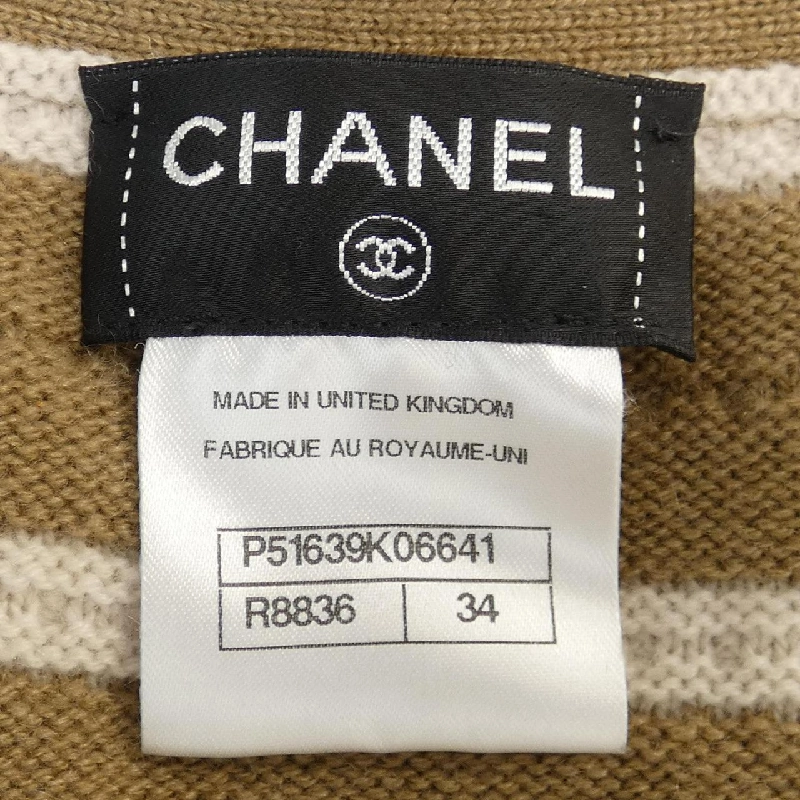 CHANEL
MADE IN UNITED KINGDOM
FABRIQUE AU ROYAUME-UNI
P51639K06641
R8836 34